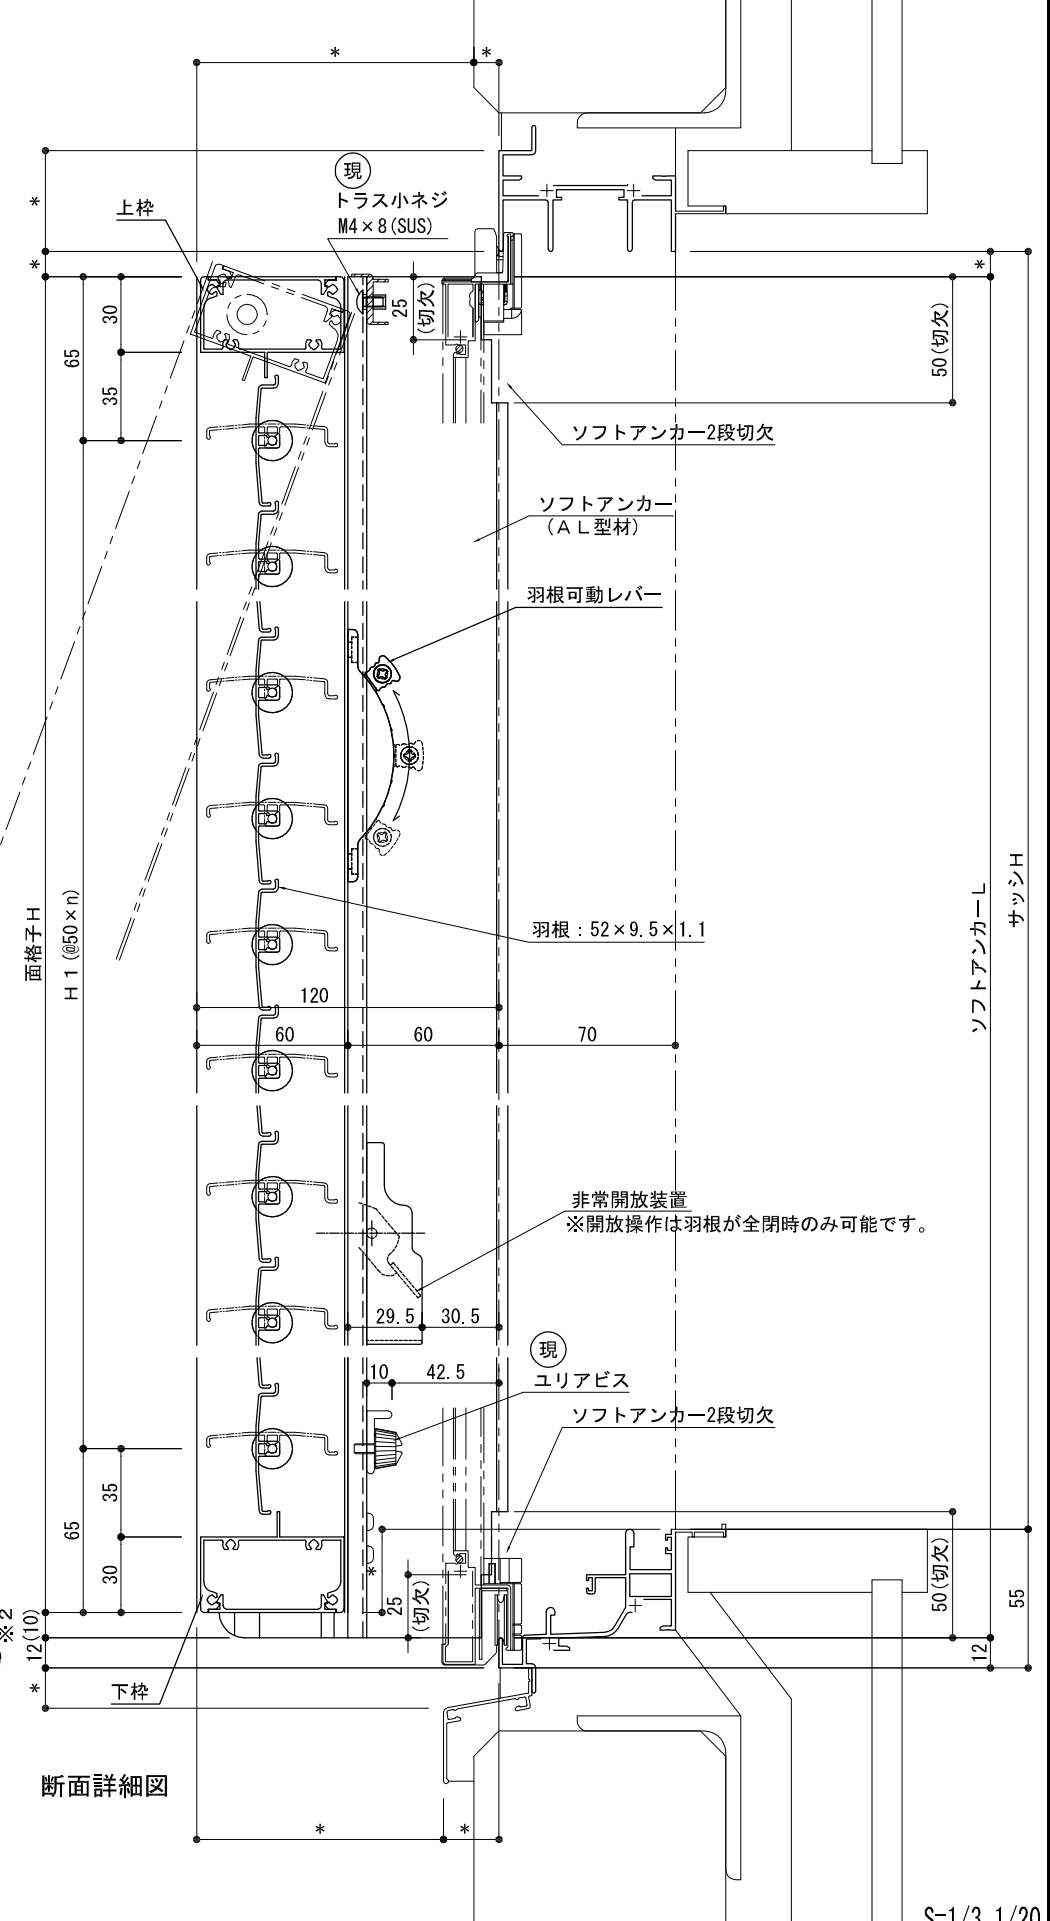 *
*
現
トラス小ネジ
M4×8(SUS)
上枠
*
*
*
30
65
35
25
(切欠)
50(切欠)
ソフトアンカー2段切欠
ソフトアンカー
(ＡＬ型材)
羽根可動レバー
羽根：52×9.5×1.1
面格子H
H1(@50×n)
ソフトアンカーL
サッシH
120
60
60
70
非常開放装置
※開放操作は羽根が全閉時のみ可能です。
29.5
30.5
現
10
42.5
ユリアビス
ソフトアンカー2段切欠
35
65
30
*
25
(切欠)
50(切欠)
55
※2
12(10)
12
*
下枠
断面詳細図
*
*
S=1/3,1/20